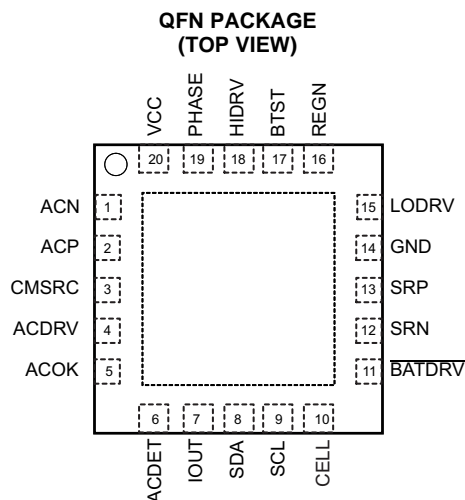 QFN PACKAGE
(TOP VIEW)
VCC
PHASE
HIDRV
BTST
REGN
20
19
18
17
16
ACN 1
15 LODRV
ACP 2
14 GND
CMSRC 3
13 SRP
ACDRV 4
12 SRN
ACOK 5
11 BATDRV
6
7
8
9
10
ACDET
IOUT
SDA
SCL
CELL